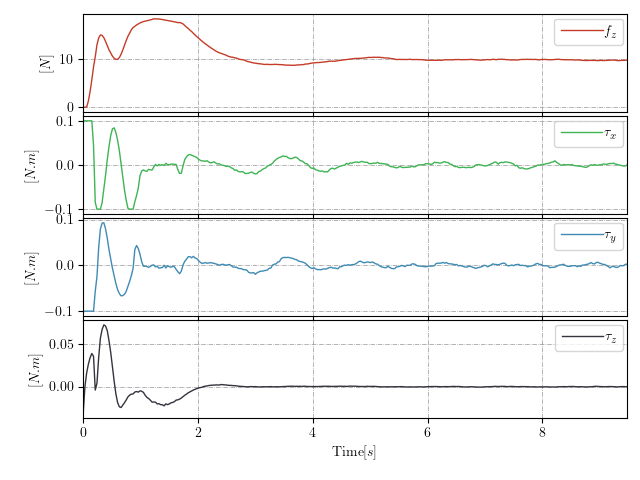 [N]
10
0
f_z
[N.m]
0.1
0.0
−0.1
τ_x
[N.m]
0.1
0.0
−0.1
τ_y
[N.m]
0.05
0.00
τ_z
0 2 4 6 8
Time[s]